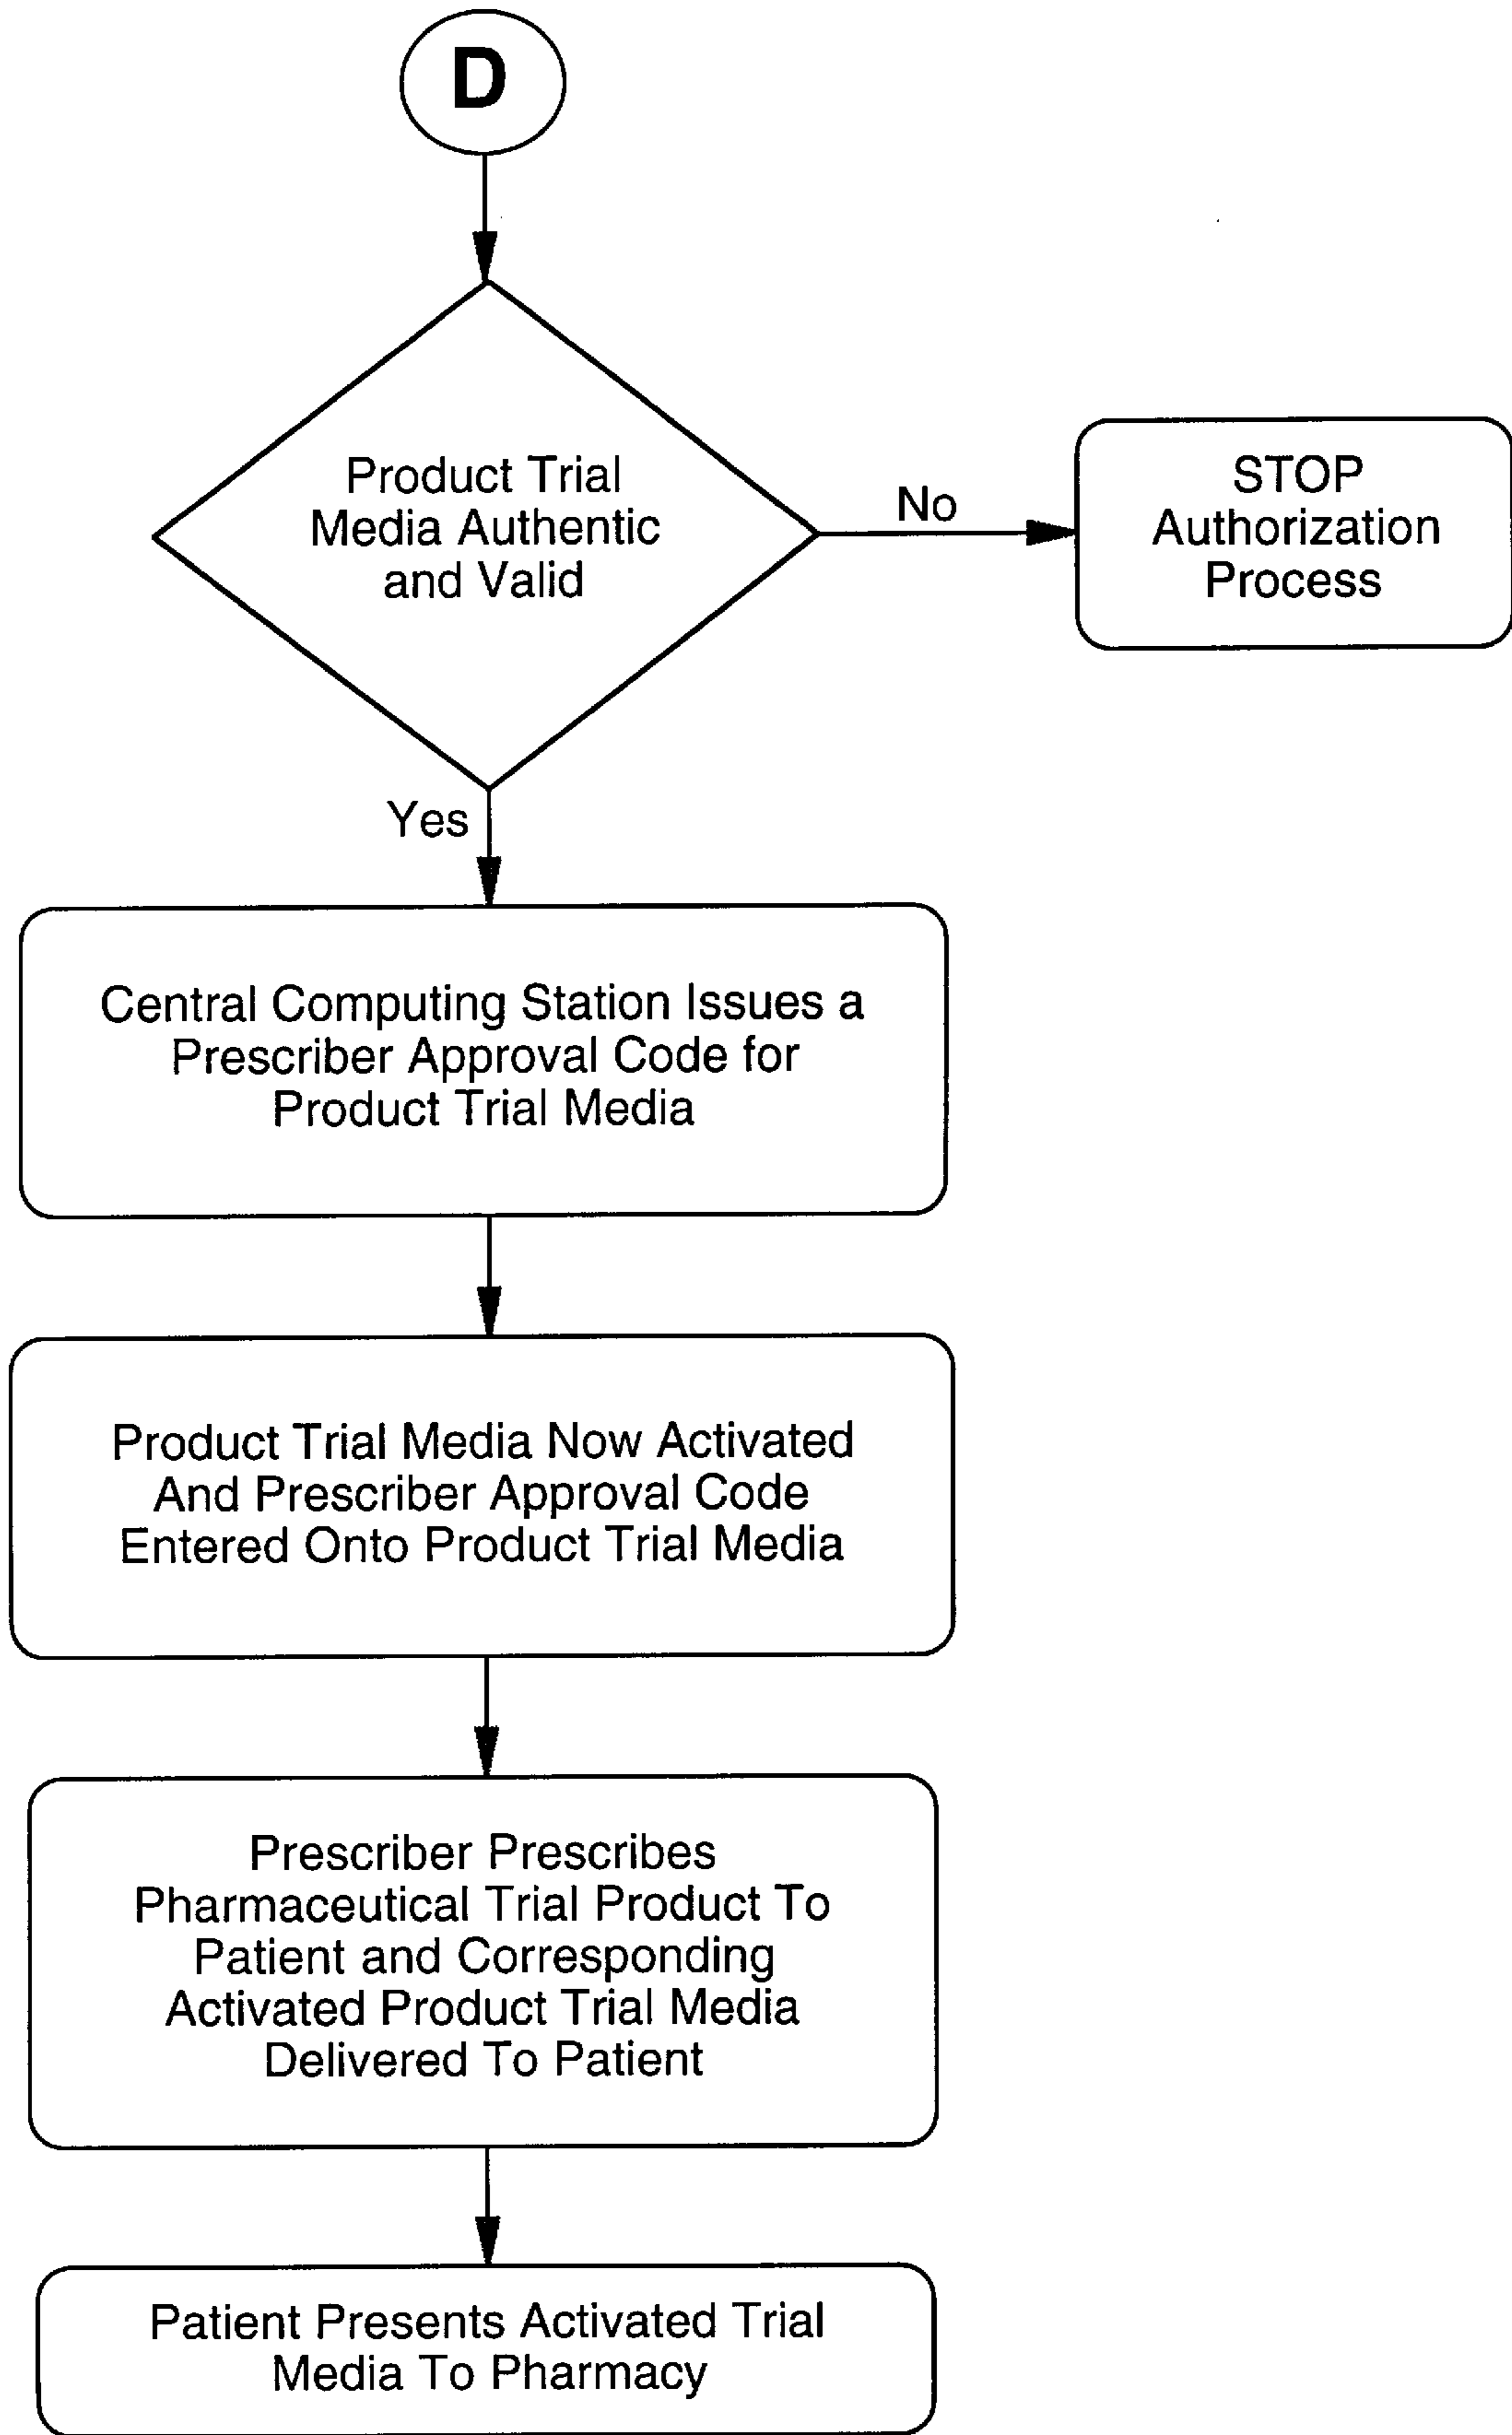 D
Product Trial
Media Authentic
and Valid
No
STOP
Authorization
Process
Yes
Central Computing Station Issues a
Prescriber Approval Code for
Product Trial Media
Product Trial Media Now Activated
And Prescriber Approval Code
Entered Onto Product Trial Media
Prescriber Prescribes
Pharmaceutical Trial Product To
Patient and Corresponding
Activated Product Trial Media
Delivered To Patient
Patient Presents Activated Trial
Media To Pharmacy